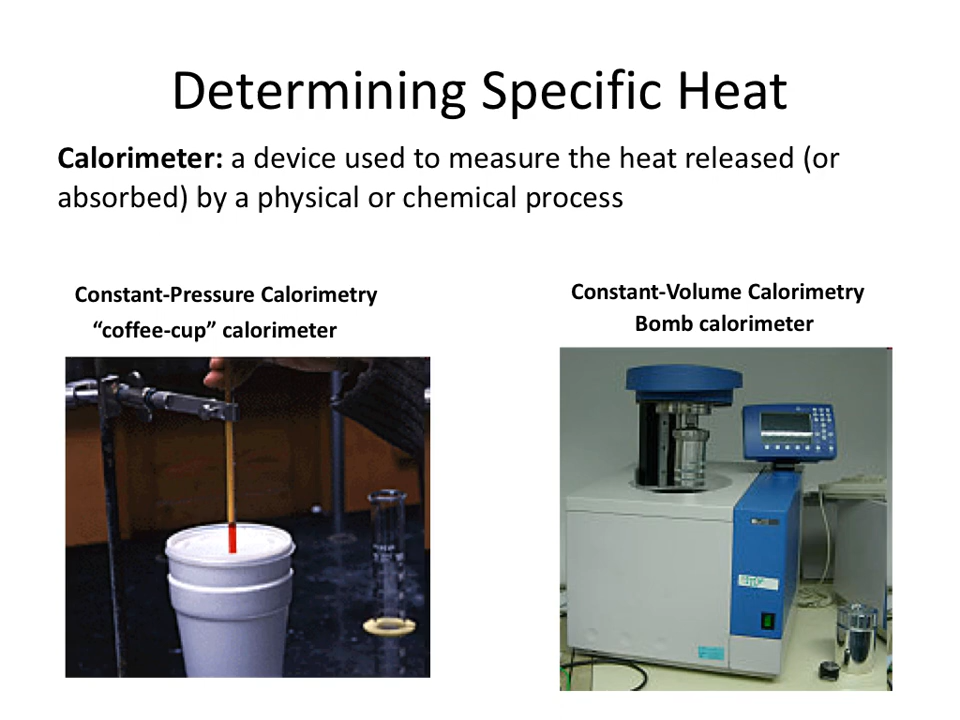 Determining Specific Heat
Calorimeter: a device used to measure the heat released (or
absorbed) by a physical or chemical process
Constant-Pressure Calorimetry
“coffee-cup” calorimeter
Constant-Volume Calorimetry
Bomb calorimeter